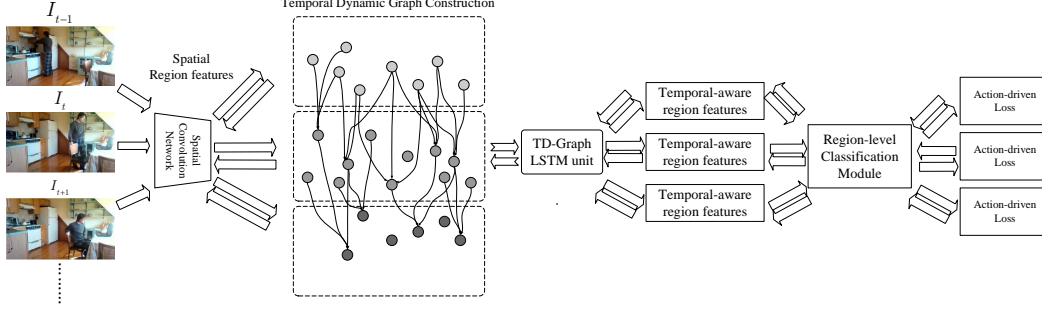 Temporal Dynamic Graph Construction
I_{t-1}
Spatial
Region features
I_t
I_{t+1}
Spatial
Convolution
Network
TD-Graph
LSTM unit
Temporal-aware
region features
Temporal-aware
region features
Temporal-aware
region features
Region-level
Classification
Module
Action-driven
Loss
Action-driven
Loss
Action-driven
Loss